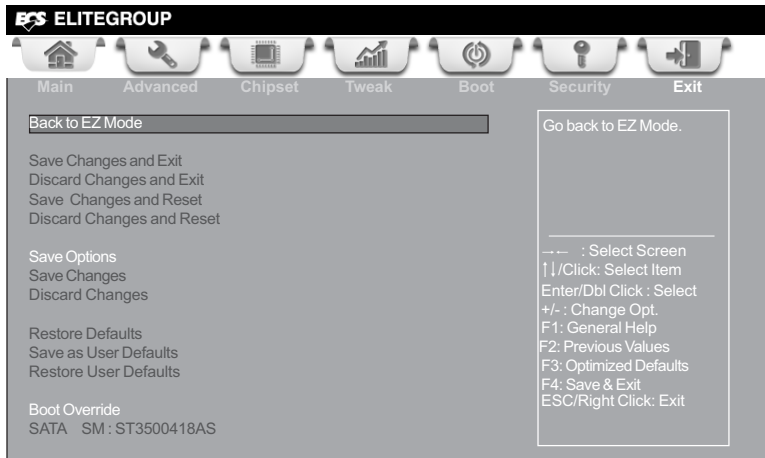 ECS ELITEGROUP
Main Advanced Chipset Tweak Boot Security Exit
Back to EZ Mode
Save Changes and Exit
Discard Changes and Exit
Save Changes and Reset
Discard Changes and Reset
Save Options
Save Changes
Discard Changes
Restore Defaults
Save as User Defaults
Restore User Defaults
Boot Override
SATA SM : ST3500418AS
Go back to EZ Mode.
→← : Select Screen
↑↓/Click: Select Item
Enter/Dbl Click : Select
+/- : Change Opt.
F1: General Help
F2: Previous Values
F3: Optimized Defaults
F4: Save & Exit
ESC/Right Click: Exit